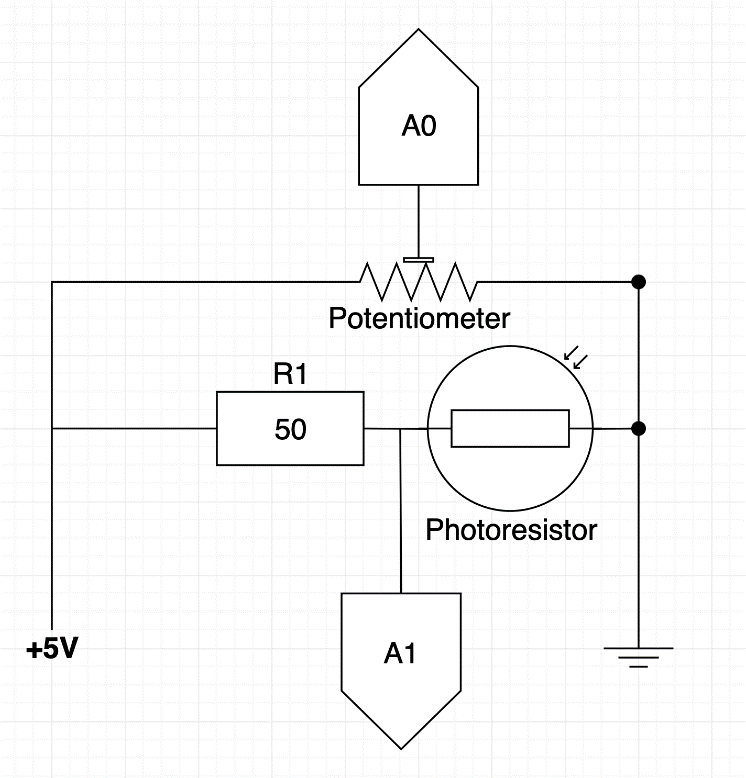 A0
Potentiometer
R1
50
Photoresistor
+5V
A1